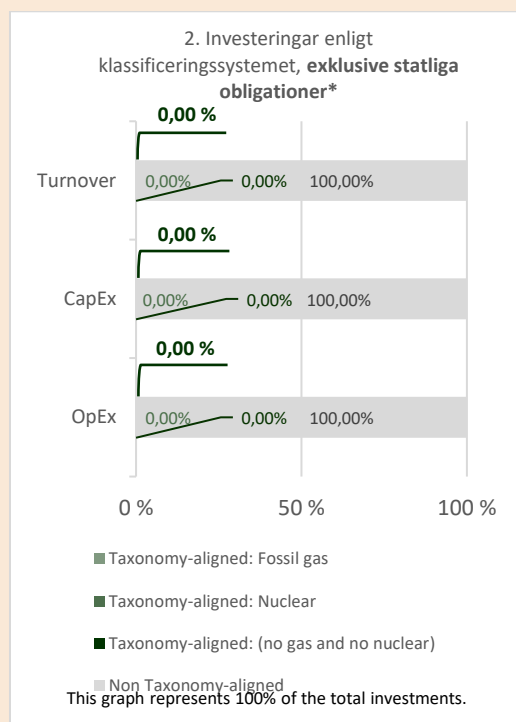 2. Investeringar enligt
klassificeringssystemet, exklusive statliga
obligationer*
0,00 %
Turnover 0,00% 0,00% 100,00%
0,00 %
CapEx 0,00% 0,00% 100,00%
0,00 %
OpEx 0,00% 0,00% 100,00%
0 % 50 % 100 %
Taxonomy-aligned: Fossil gas
Taxonomy-aligned: Nuclear
Taxonomy-aligned: (no gas and no nuclear)
Non Taxonomy-aligned
This graph represents 100% of the total investments.